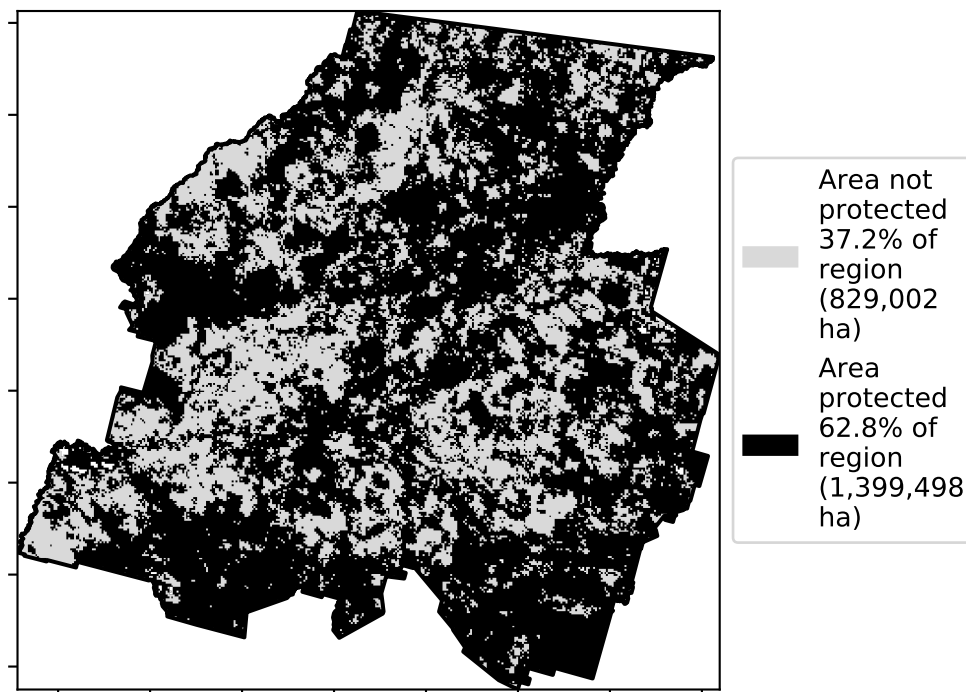 Area not
protected
37.2% of
region
(829,002
ha)
Area
protected
62.8% of
region
(1,399,498
ha)